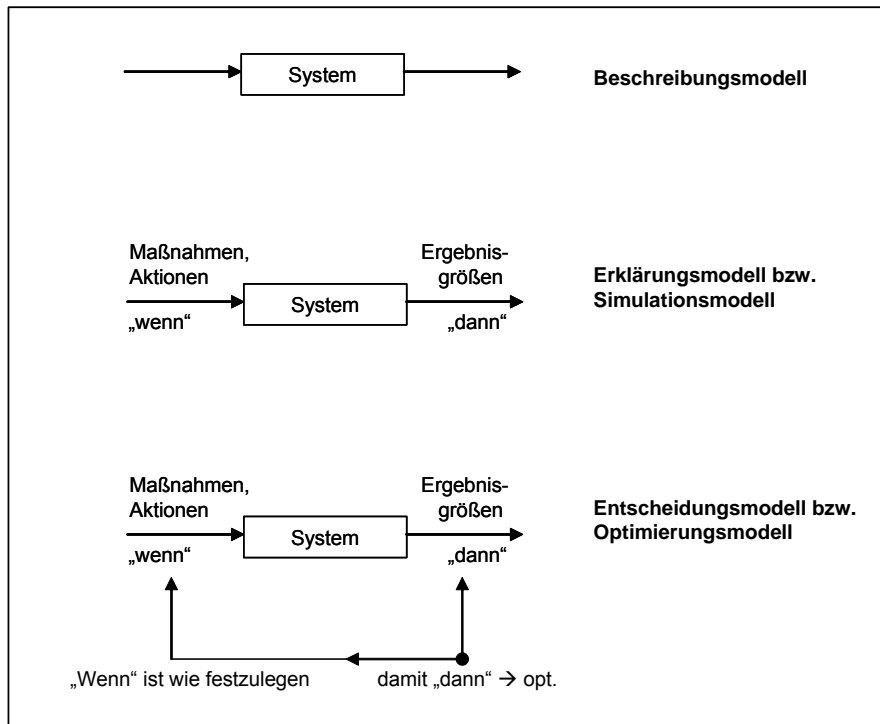 System
Beschreibungsmodell
Maßnahmen,
Aktionen
„wenn“
System
Ergebnis-
größen
„dann“
Erklärungsmodell bzw.
Simulationsmodell
Maßnahmen,
Aktionen
„wenn“
System
Ergebnis-
größen
„dann“
Entscheidungsmodell bzw.
Optimierungsmodell
„Wenn“ ist wie festzulegen
damit „dann“ → opt.